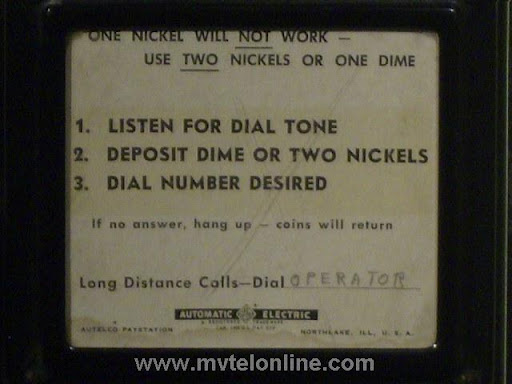 ONE NICKEL WILL NOT WORK —
USE TWO NICKELS OR ONE DIME
1. LISTEN FOR DIAL TONE
2. DEPOSIT DIME OR TWO NICKELS
3. DIAL NUMBER DESIRED
If no answer, hang up — coins will return
Long Distance Calls—Dial OPERATOR
AUTOMATIC ELECTRIC
AUTELCO PAYSTATION NORTHLAKE, ILL., U. S. A.
www.mvtelonline.com